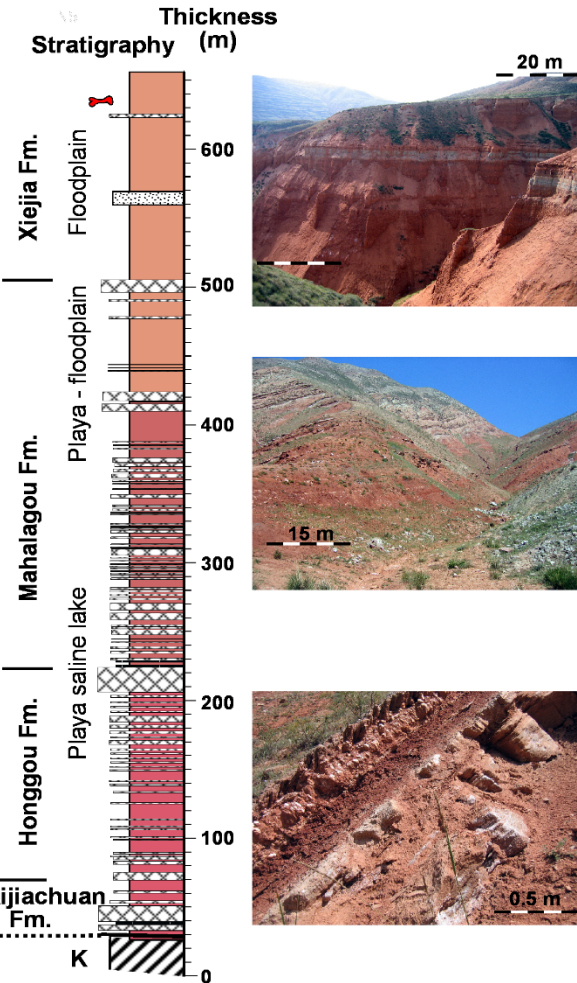 Thickness
(m)
Stratigraphy
20 m
Xiejia Fm.
Floodplain
600
500
Playa - floodplain
Mahalagou Fm.
400
15 m
300
Playa saline lake
200
Honggou Fm.
100
ijiachuan
Fm.
0.5 m
K
0